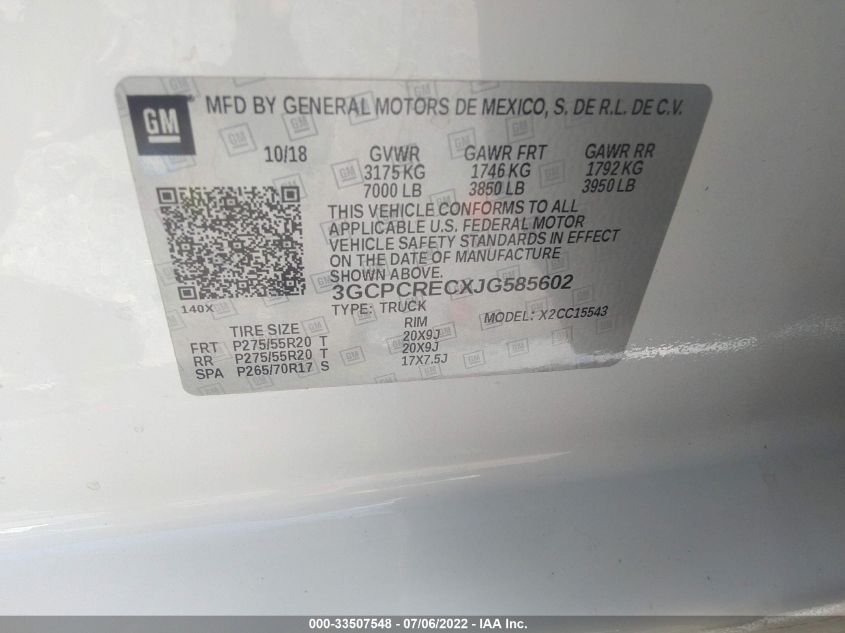 GM MFD BY GENERAL MOTORS DE MEXICO, S. DE R.L. DE C.V.
10/18 GVWR GAWR FRT GAWR RR
3175 KG 1746 KG 1792 KG
7000 LB 3850 LB 3950 LB
THIS VEHICLE CONFORMS TO ALL
APPLICABLE U.S. FEDERAL MOTOR
VEHICLE SAFETY STANDARDS IN EFFECT
ON THE DATE OF MANUFACTURE
SHOWN ABOVE.
3GCPCRECXJG585602
140X TYPE: TRUCK MODEL: X2CC15543
TIRE SIZE RIM
FRT P275/55R20 T 20X9J
RR P275/55R20 T 20X9J
SPA P265/70R17 S 17X7.5J
000-33507548 - 07/06/2022 - IAA Inc.